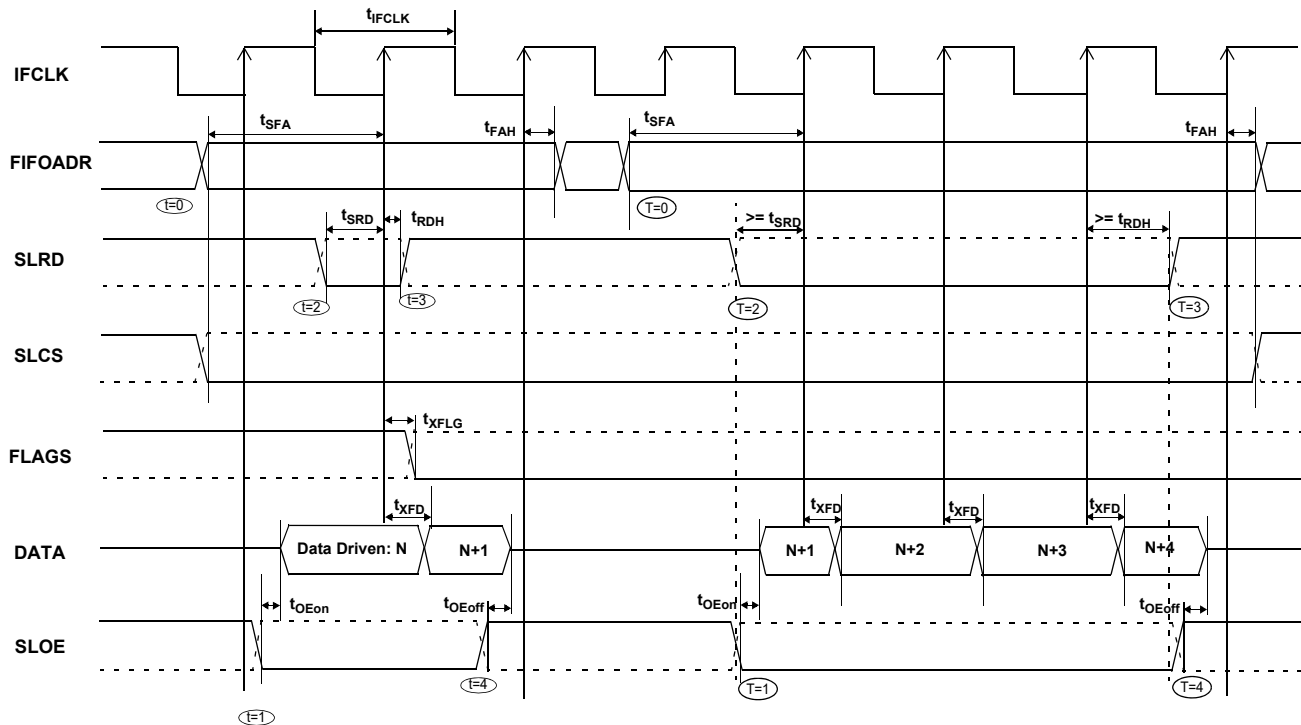 tIFCLK
IFCLK
tSFA
tFAH
tSFA
tFAH
FIFOADR
t=0
T=0
tSRD
tRDH
>= tSRD
>= tRDH
SLRD
t=2
t=3
T=2
T=3
SLCS
tXFLG
FLAGS
tXFD
tXFD
tXFD
tXFD
DATA
Data Driven: N
N+1
N+1
N+2
N+3
N+4
tOEon
tOEoff
tOEon
tOEoff
SLOE
t=4
T=1
T=4
t=1